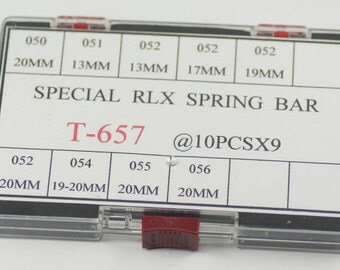 050 051 052 052 052
20MM 13MM 13MM 17MM 19MM
SPECIAL RLX SPRING BAR
T-657 @10PCSX9
052 054 055 056
20MM 19-20MM 20MM 20MM